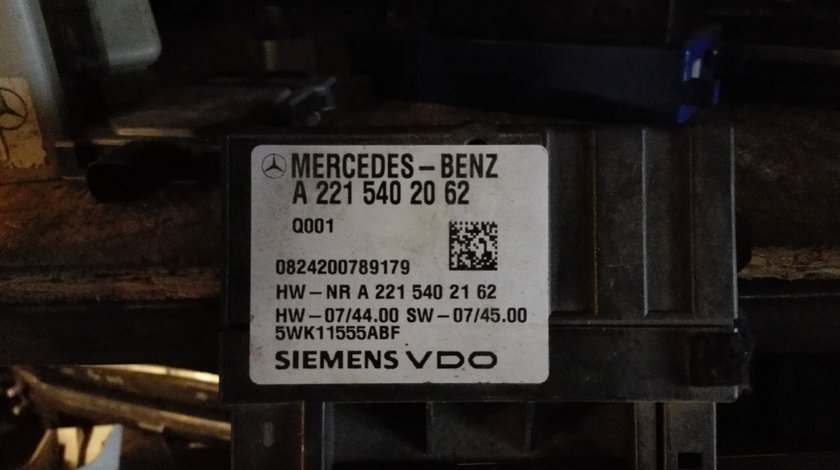 MERCEDES-BENZ
A 221 540 20 62
Q001
0824200789179
HW-NR A 221 540 21 62
HW-07/44.00 SW-07/45.00
5WK11555ABF
SIEMENS VDO